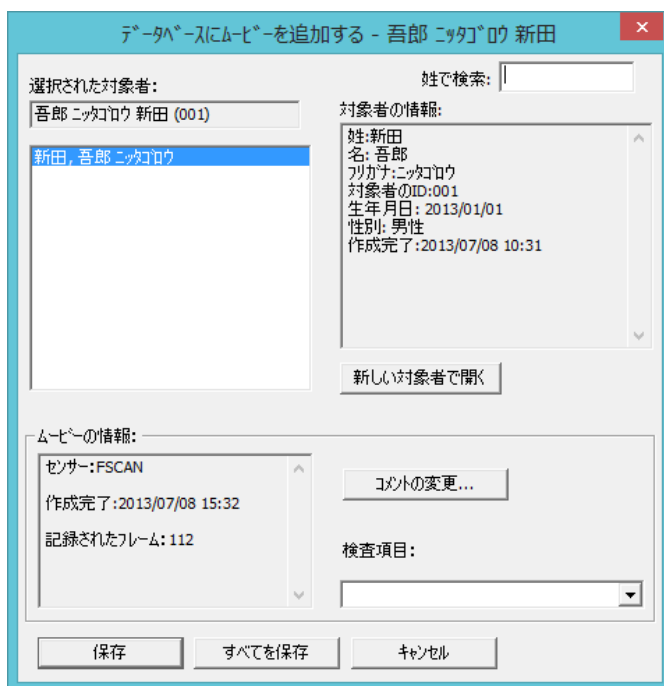 ﾃﾞｰﾀﾍﾞｰｽにﾑｰﾋﾞｰを追加する - 吾郎 ﾆｯﾀｺﾞﾛｳ 新田
選択された対象者:
吾郎 ﾆｯﾀｺﾞﾛｳ 新田 (001)
新田, 吾郎 ﾆｯﾀｺﾞﾛｳ
姓で検索:
対象者の情報:
姓:新田
名: 吾郎
ﾌﾘｶﾞﾅ:ﾆｯﾀｺﾞﾛｳ
対象者のID:001
生年月日: 2013/01/01
性別: 男性
作成完了:2013/07/08 10:31
新しい対象者で開く
ﾑｰﾋﾞｰの情報:
ｾﾝｻｰ:FSCAN
作成完了:2013/07/08 15:32
記録されたﾌﾚｰﾑ: 112
ｺﾒﾝﾄの変更...
検査項目:
保存
すべてを保存
ｷｬﾝｾﾙ